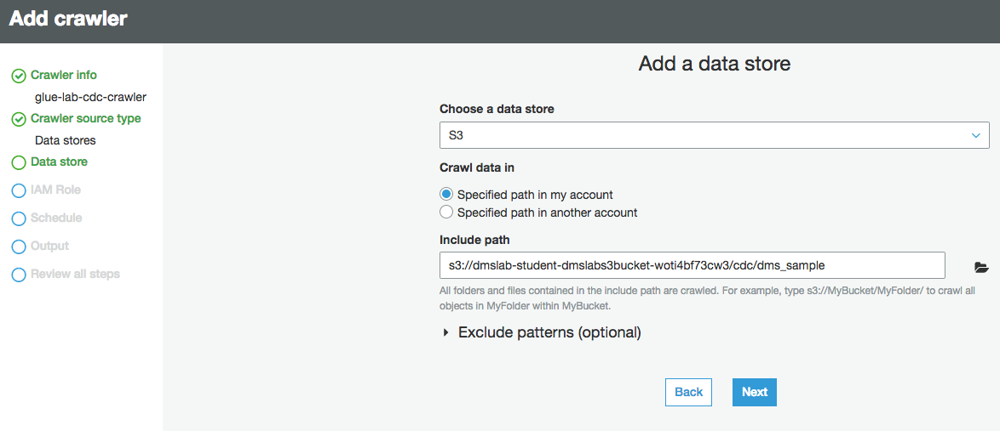 Add crawler
Crawler info
glue-lab-cdc-crawler
Crawler source type
Data stores
Data store
IAM Role
Schedule
Output
Review all steps
Add a data store
Choose a data store
S3
Crawl data in
Specified path in my account
Specified path in another account
Include path
s3://dmslab-student-dmslabs3bucket-woti4bf73cw3/cdc/dms_sample
All folders and files contained in the include path are crawled. For example, type s3://MyBucket/MyFolder/ to crawl all
objects in MyFolder within MyBucket.
Exclude patterns (optional)
Back
Next